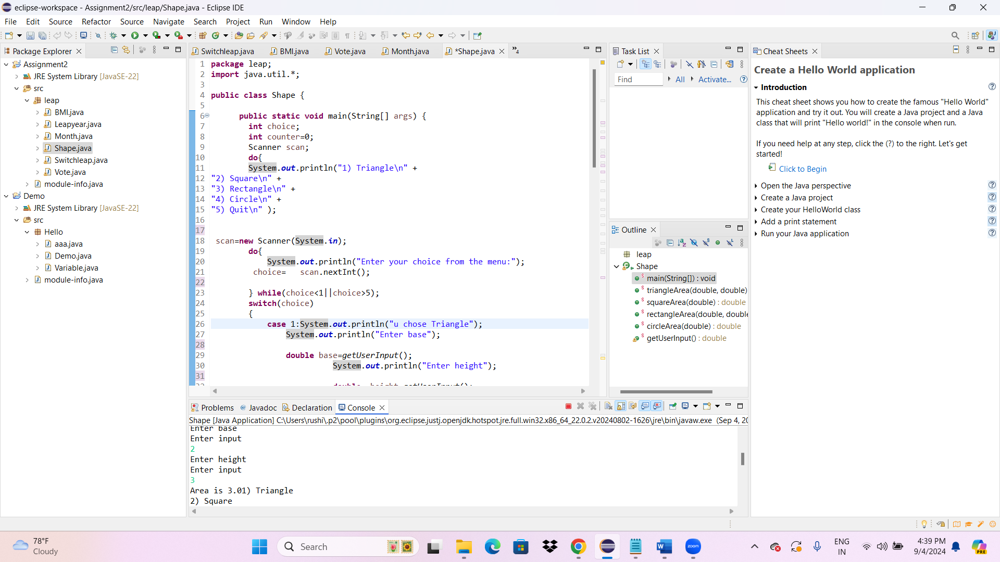 eclipse-workspace - Assignment2/src/leap/Shape.java - Eclipse IDE
File Edit Source Refactor Source Navigate Search Project Run Window Help
Package Explorer
Assignment2
JRE System Library [JavaSE-22]
src
leap
BMI.java
Leapyear.java
Month.java
Shape.java
Switchleap.java
Vote.java
module-info.java
Demo
JRE System Library [JavaSE-22]
src
Hello
aaa.java
Demo.java
Variable.java
module-info.java
Switchleap.java BMI.java Vote.java Month.java *Shape.java »4
1 package leap;
2 import java.util.*;
3
4 public class Shape {
5
6 public static void main(String[] args) {
7 int choice;
8 int counter=0;
9 Scanner scan;
10 do{
11 System.out.println("1) Triangle\n" +
12 "2) Square\n" +
13 "3) Rectangle\n" +
14 "4) Circle\n" +
15 "5) Quit\n" );
16
17
18 scan=new Scanner(System.in);
19 do{
20 System.out.println("Enter your choice from the menu:");
21 choice= scan.nextInt();
22
23 } while(choice<1||choice>5);
24 switch(choice)
25 {
26 case 1:System.out.println("u chose Triangle");
27 System.out.println("Enter base");
28
29 double base=getUserInput();
30 System.out.println("Enter height");
31
Problems Javadoc Declaration Console
Shape [Java Application] C:\Users\rushi\.p2\pool\plugins\org.eclipse.justj.openjdk.hotspot.jre.full.win32.x86_64_22.0.2.v20240802-1626\jre\bin\javaw.exe (Sep 4, 20
Enter base
Enter input
2
Enter height
Enter input
3
Area is 3.01) Triangle
2) Square
Task List
Find All Activate...
Outline
leap
Shape
main(String[]) : void
triangleArea(double, double)
squareArea(double) : double
rectangleArea(double, double
circleArea(double) : double
getUserInput() : double
Cheat Sheets
Create a Hello World application
Introduction
This cheat sheet shows you how to create the famous "Hello World"
application and try it out. You will create a Java project and a Java
class that will print "Hello world!" in the console when run.
If you need help at any step, click the (?) to the right. Let's get
started!
Click to Begin
Open the Java perspective
Create a Java project
Create your HelloWorld class
Add a print statement
Run your Java application
78°F
Cloudy
Search
zoom
ENG
IN
4:39 PM
9/4/2024
PRE